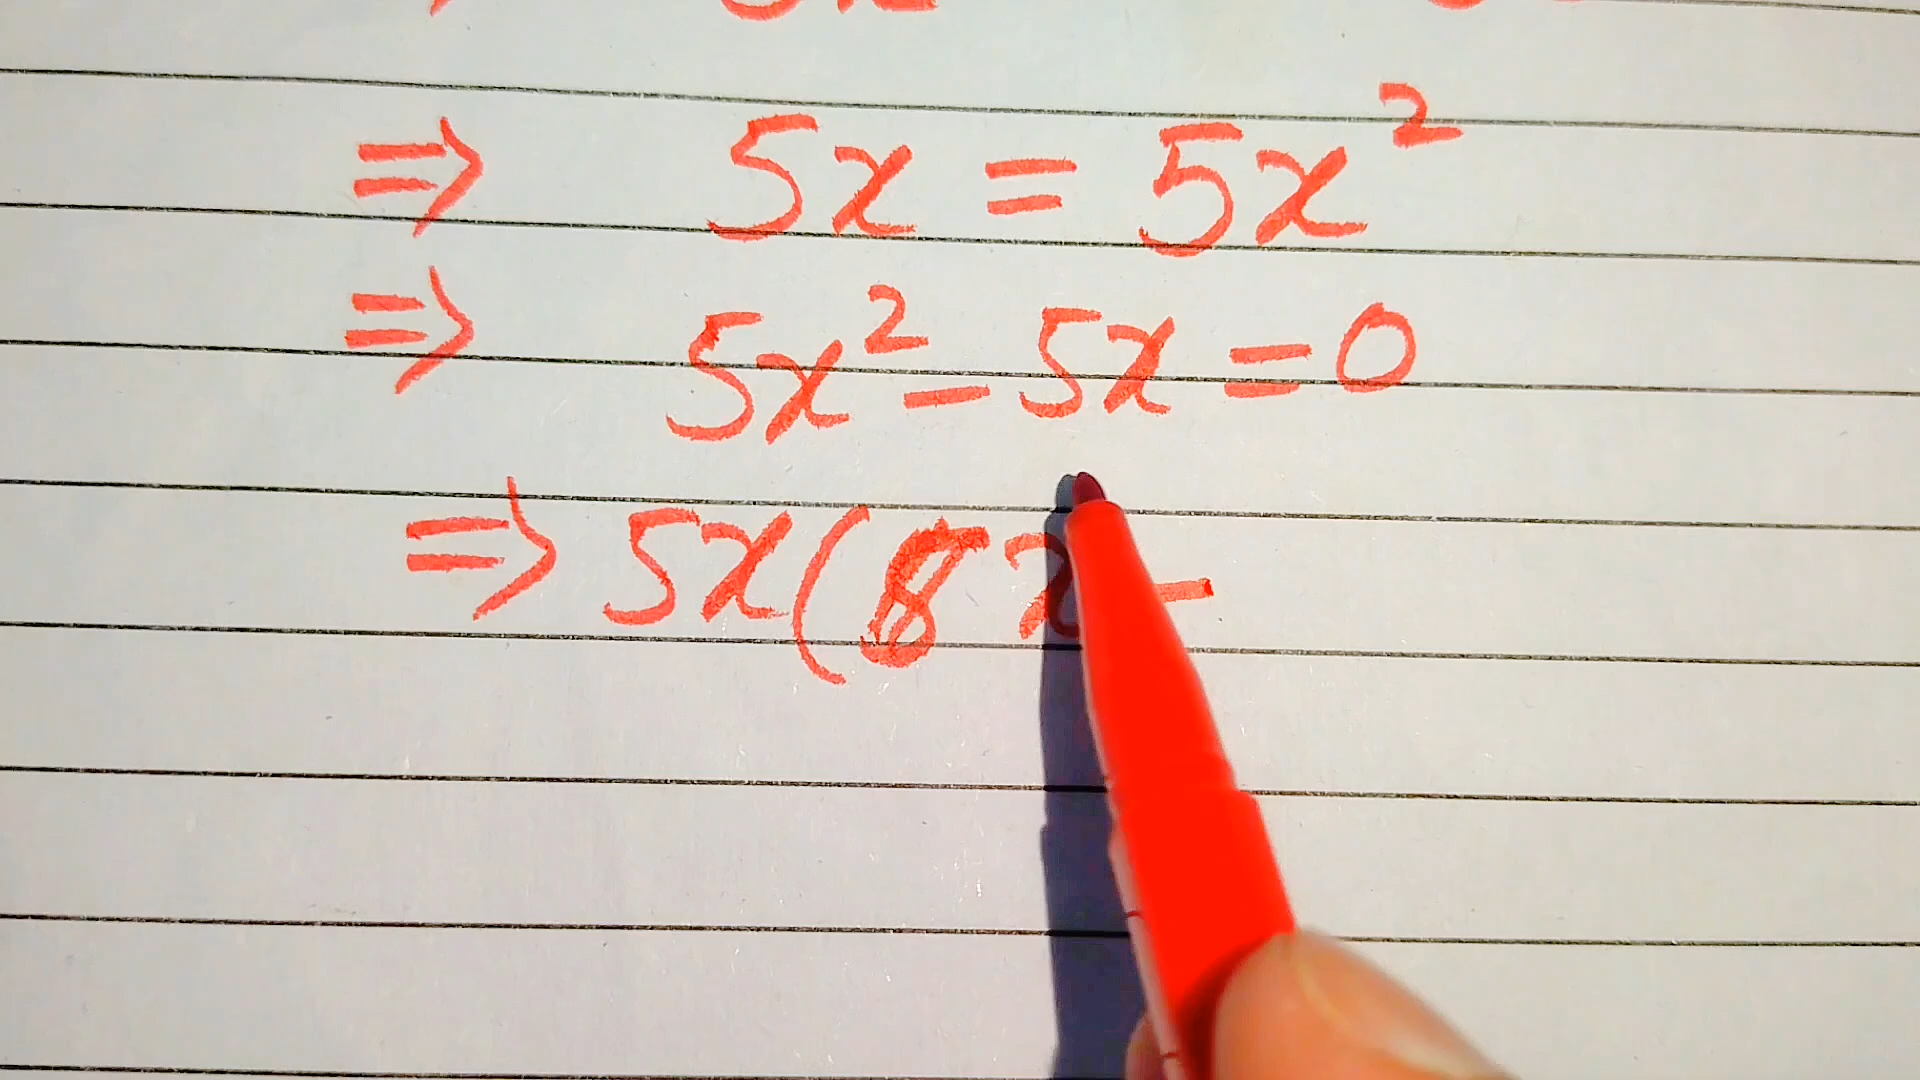 ⇒ 5x = 5x²
⇒ 5x² - 5x = 0
⇒ 5x( x -